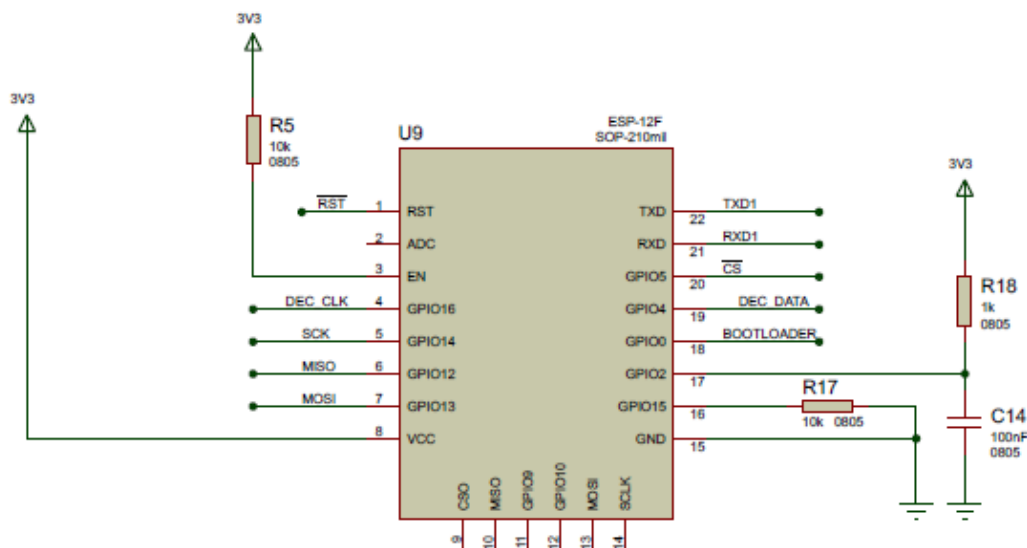 3V3
3V3
R5
10k
0805
U9
ESP-12F
SOP-210mil
3V3
RST 1 RST
2 ADC
3 EN
DEC_CLK 4 GPIO16
SCK 5 GPIO14
MISO 6 GPIO12
MOSI 7 GPIO13
8 VCC
TXD 22 TXD1
RXD 21 RXD1
GPIO5 20 CS
GPIO4 19 DEC_DATA
GPIO0 18 BOOTLOADER
GPIO2 17
GPIO15 16
GND 15
R18
1k
0805
R17
10k 0805
C14
100nF
0805
CSO MISO GPIO9 GPIO10 MOSI SCLK
9 10 11 12 13 14